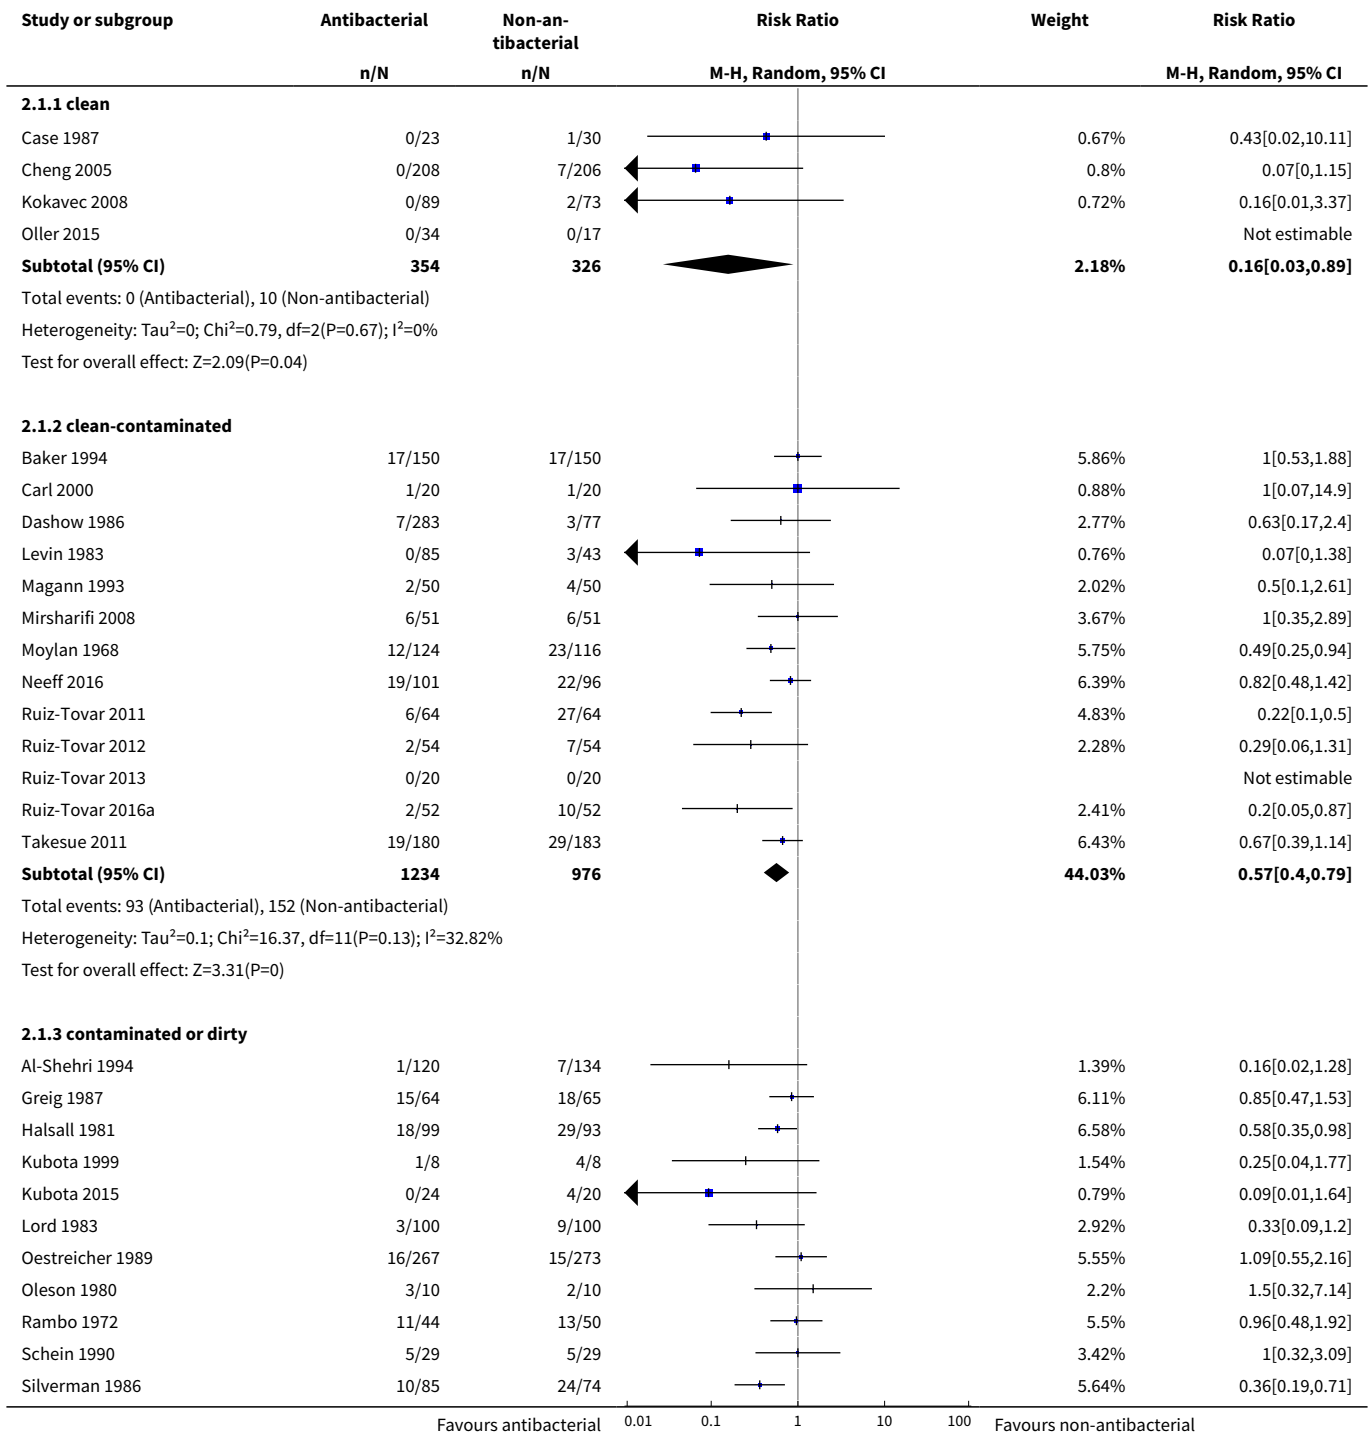 Study or subgroup Antibacterial Non-an- Risk Ratio Weight Risk Ratio
tibacterial
n/N n/N M-H, Random, 95% CI M-H, Random, 95% CI
2.1.1 clean
Case 1987 0/23 1/30 0.67% 0.43[0.02,10.11]
Cheng 2005 0/208 7/206 0.8% 0.07[0,1.15]
Kokavec 2008 0/89 2/73 0.72% 0.16[0.01,3.37]
Oller 2015 0/34 0/17 Not estimable
Subtotal (95% CI) 354 326 2.18% 0.16[0.03,0.89]
Total events: 0 (Antibacterial), 10 (Non-antibacterial)
Heterogeneity: Tau²=0; Chi²=0.79, df=2(P=0.67); I²=0%
Test for overall effect: Z=2.09(P=0.04)
2.1.2 clean-contaminated
Baker 1994 17/150 17/150 5.86% 1[0.53,1.88]
Carl 2000 1/20 1/20 0.88% 1[0.07,14.9]
Dashow 1986 7/283 3/77 2.77% 0.63[0.17,2.4]
Levin 1983 0/85 3/43 0.76% 0.07[0,1.38]
Magann 1993 2/50 4/50 2.02% 0.5[0.1,2.61]
Mirsharifi 2008 6/51 6/51 3.67% 1[0.35,2.89]
Moylan 1968 12/124 23/116 5.75% 0.49[0.25,0.94]
Neeff 2016 19/101 22/96 6.39% 0.82[0.48,1.42]
Ruiz-Tovar 2011 6/64 27/64 4.83% 0.22[0.1,0.5]
Ruiz-Tovar 2012 2/54 7/54 2.28% 0.29[0.06,1.31]
Ruiz-Tovar 2013 0/20 0/20 Not estimable
Ruiz-Tovar 2016a 2/52 10/52 2.41% 0.2[0.05,0.87]
Takesue 2011 19/180 29/183 6.43% 0.67[0.39,1.14]
Subtotal (95% CI) 1234 976 44.03% 0.57[0.4,0.79]
Total events: 93 (Antibacterial), 152 (Non-antibacterial)
Heterogeneity: Tau²=0.1; Chi²=16.37, df=11(P=0.13); I²=32.82%
Test for overall effect: Z=3.31(P=0)
2.1.3 contaminated or dirty
Al-Shehri 1994 1/120 7/134 1.39% 0.16[0.02,1.28]
Greig 1987 15/64 18/65 6.11% 0.85[0.47,1.53]
Halsall 1981 18/99 29/93 6.58% 0.58[0.35,0.98]
Kubota 1999 1/8 4/8 1.54% 0.25[0.04,1.77]
Kubota 2015 0/24 4/20 0.79% 0.09[0.01,1.64]
Lord 1983 3/100 9/100 2.92% 0.33[0.09,1.2]
Oestreicher 1989 16/267 15/273 5.55% 1.09[0.55,2.16]
Oleson 1980 3/10 2/10 2.2% 1.5[0.32,7.14]
Rambo 1972 11/44 13/50 5.5% 0.96[0.48,1.92]
Schein 1990 5/29 5/29 3.42% 1[0.32,3.09]
Silverman 1986 10/85 24/74 5.64% 0.36[0.19,0.71]
Favours antibacterial 0.01 0.1 1 10 100 Favours non-antibacterial